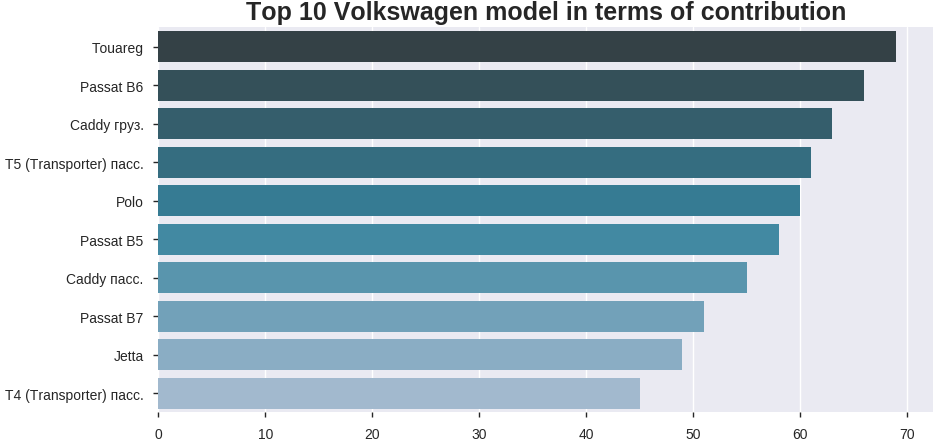 Top 10 Volkswagen model in terms of contribution
Touareg
Passat B6
Caddy груз.
T5 (Transporter) пасс.
Polo
Passat B5
Caddy пасс.
Passat B7
Jetta
T4 (Transporter) пасс.
0 10 20 30 40 50 60 70